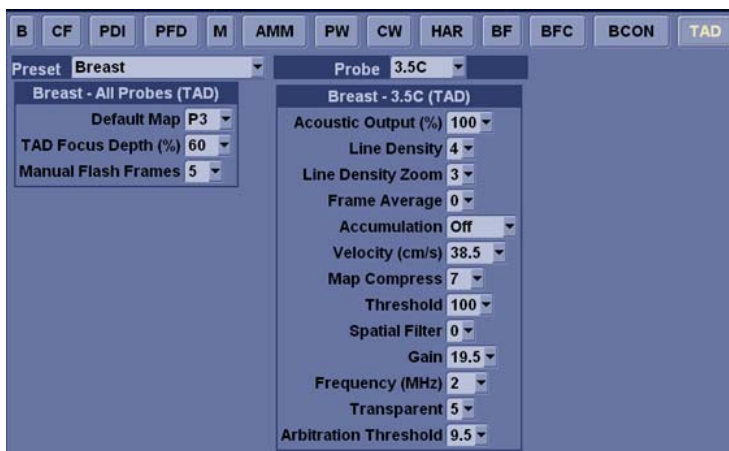 B CF PDI PFD M AMM PW CW HAR BF BFC BCON TAD
Preset Breast Probe 3.5C
Breast - All Probes (TAD)
Default Map P3
TAD Focus Depth (%) 60
Manual Flash Frames 5
Breast - 3.5C (TAD)
Acoustic Output (%) 100
Line Density 4
Line Density Zoom 3
Frame Average 0
Accumulation Off
Velocity (cm/s) 38.5
Map Compress 7
Threshold 100
Spatial Filter 0
Gain 19.5
Frequency (MHz) 2
Transparent 5
Arbitration Threshold 9.5